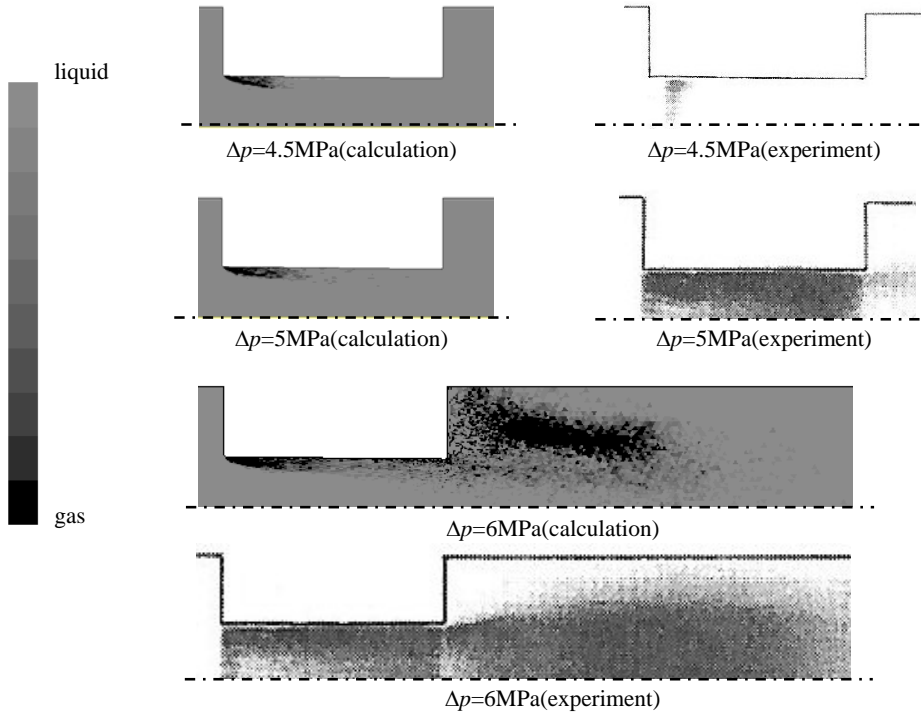 liquid
gas
Δp=4.5MPa(calculation)
Δp=4.5MPa(experiment)
Δp=5MPa(calculation)
Δp=5MPa(experiment)
Δp=6MPa(calculation)
Δp=6MPa(experiment)